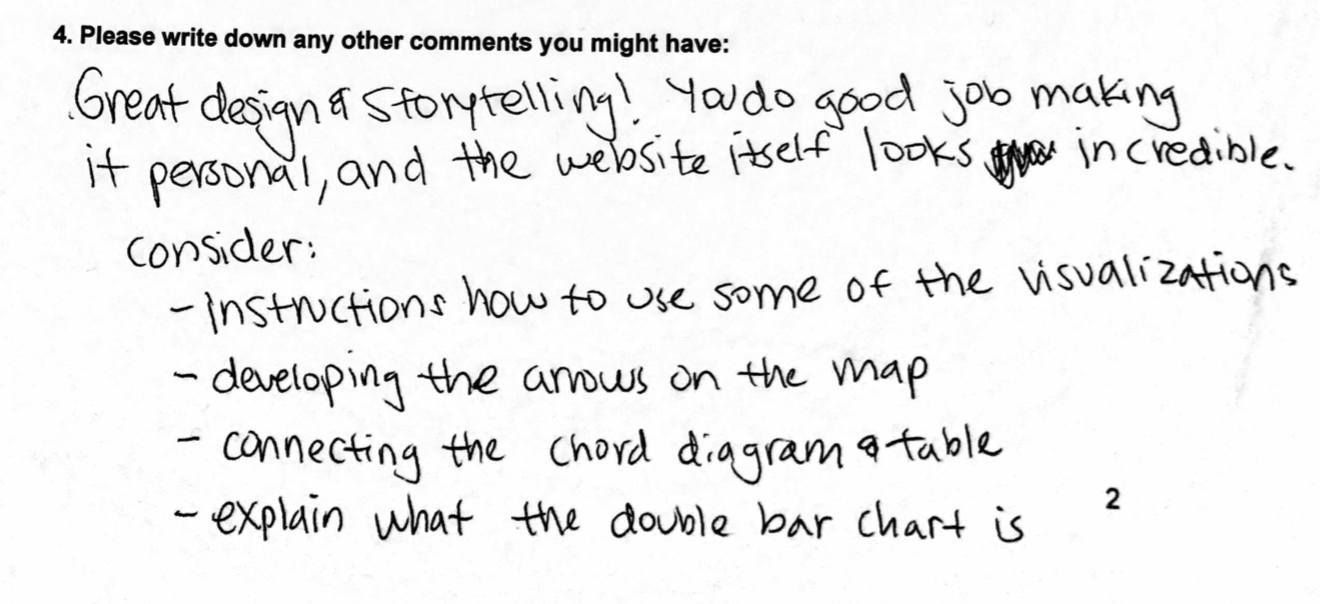 4. Please write down any other comments you might have:
Great design & storytelling! You do good job making
it personal, and the website itself looks incredible.
Consider:
- instructions how to use some of the visualizations
- developing the arrows on the map
- connecting the chord diagram & table
- explain what the double bar chart is
2